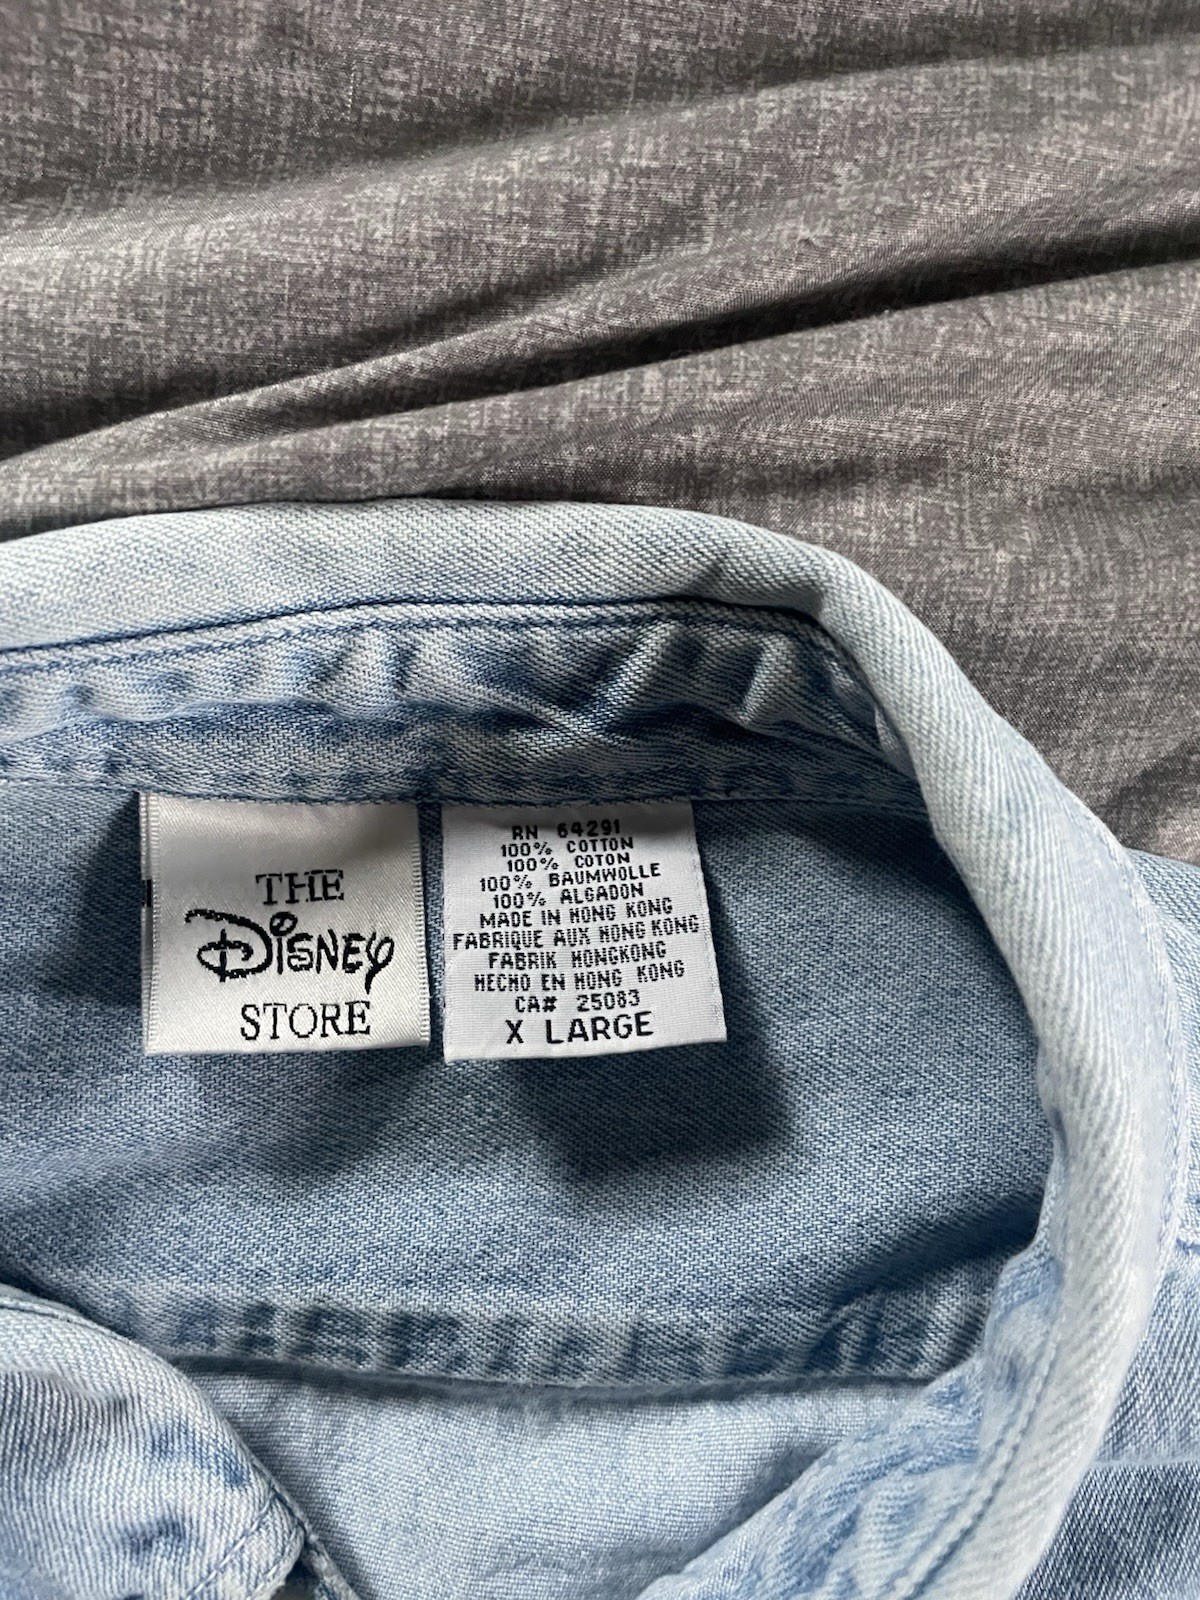 THE
Disney
STORE
RN 64291
100% COTTON
100% COTON
100% BAUMWOLLE
100% ALGADON
MADE IN HONG KONG
FABRIQUE AUX HONG KONG
FABRIK HONGKONG
HECHO EN HONG KONG
CA# 25083
X LARGE